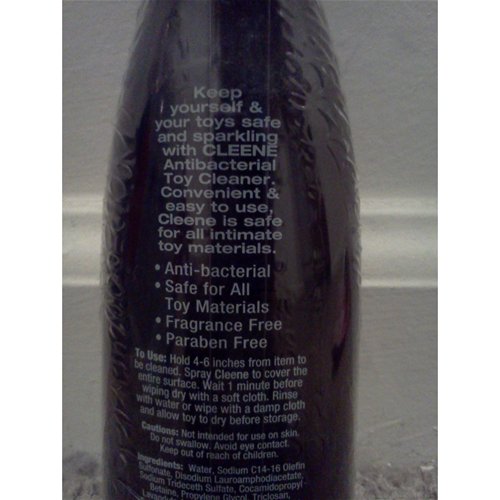 Keep
yourself &
your toys safe
and sparkling
with CLEENE
Antibacterial
Toy Cleaner.
Convenient &
easy to use,
Cleene is safe
for all intimate
toy materials.
• Anti-bacterial
• Safe for All
Toy Materials
• Fragrance Free
• Paraben Free
To Use: Hold 4-6 inches from item to
be cleaned. Spray Cleene to cover the
entire surface. Wait 1 minute before
wiping dry with a soft cloth. Rinse
with water or wipe with a damp cloth
and allow toy to dry before storage.
Cautions: Not intended for use on skin.
Do not swallow. Avoid eye contact.
Keep out of reach of children.
Ingredients: Water, Sodium C14-16 Olefin
Sulfonate, Disodium Lauroamphodiacetate,
Sodium Trideceth Sulfate, Cocamidopropyl
Betaine, Propylene Glycol, Triclosan,